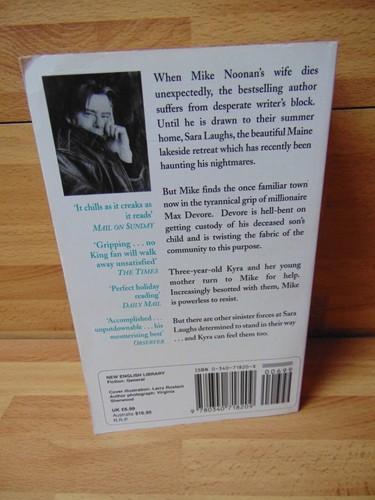 When Mike Noonan's wife dies
unexpectedly, the bestselling author
suffers from desperate writer's block.
Until he is drawn to their summer
home, Sara Laughs, the beautiful Maine
lakeside retreat which has recently been
haunting his nightmares.
But Mike finds the once familiar town
now in the tyrannical grip of millionaire
Max Devore. Devore is hell-bent on
getting custody of his deceased son's
child and is twisting the fabric of the
community to this purpose.
Three-year-old Kyra and her young
mother turn to Mike for help.
Increasingly besotted with them, Mike
is powerless to resist.
But there are other sinister forces at Sara
Laughs determined to stand in their way
. . . and Kyra can feel them too.
'It chills as it creaks as
it reads'
MAIL ON SUNDAY
'Gripping . . . no
King fan will walk
away unsatisfied'
THE TIMES
'Perfect holiday
reading'
DAILY MAIL
'Accomplished . . .
unputdownable . . . his
mesmerising best'
OBSERVER
NEW ENGLISH LIBRARY
Fiction: General
Cover illustration: Larry Rostant
Author photograph: Virginia
Sherwood
UK £6.99
Australia $16.95
R.R.P.
ISBN 0-340-71820-8
00699
9 780340 718209